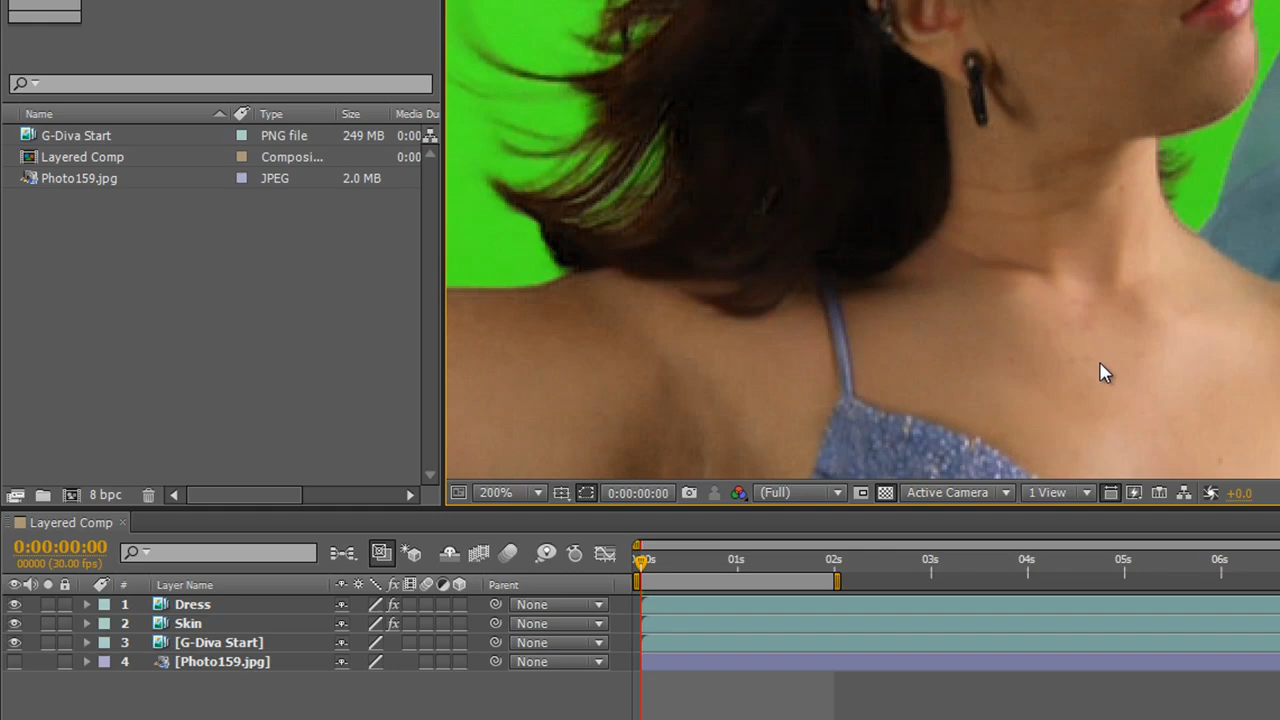 Name Type Size Media Du
G-Diva Start PNG file 249 MB 0:00
Layered Comp Composi... 0:00
Photo159.jpg JPEG 2.0 MB
8 bpc
200% 0:00:00:00 (Full) Active Camera 1 View +0.0
Layered Comp ×
0:00:00:00
00000 (30.00 fps)
01s 02s 03s 04s 05s 06s
# Layer Name fx Parent
1 Dress fx None
2 Skin fx None
3 [G-Diva Start] None
4 [Photo159.jpg] None